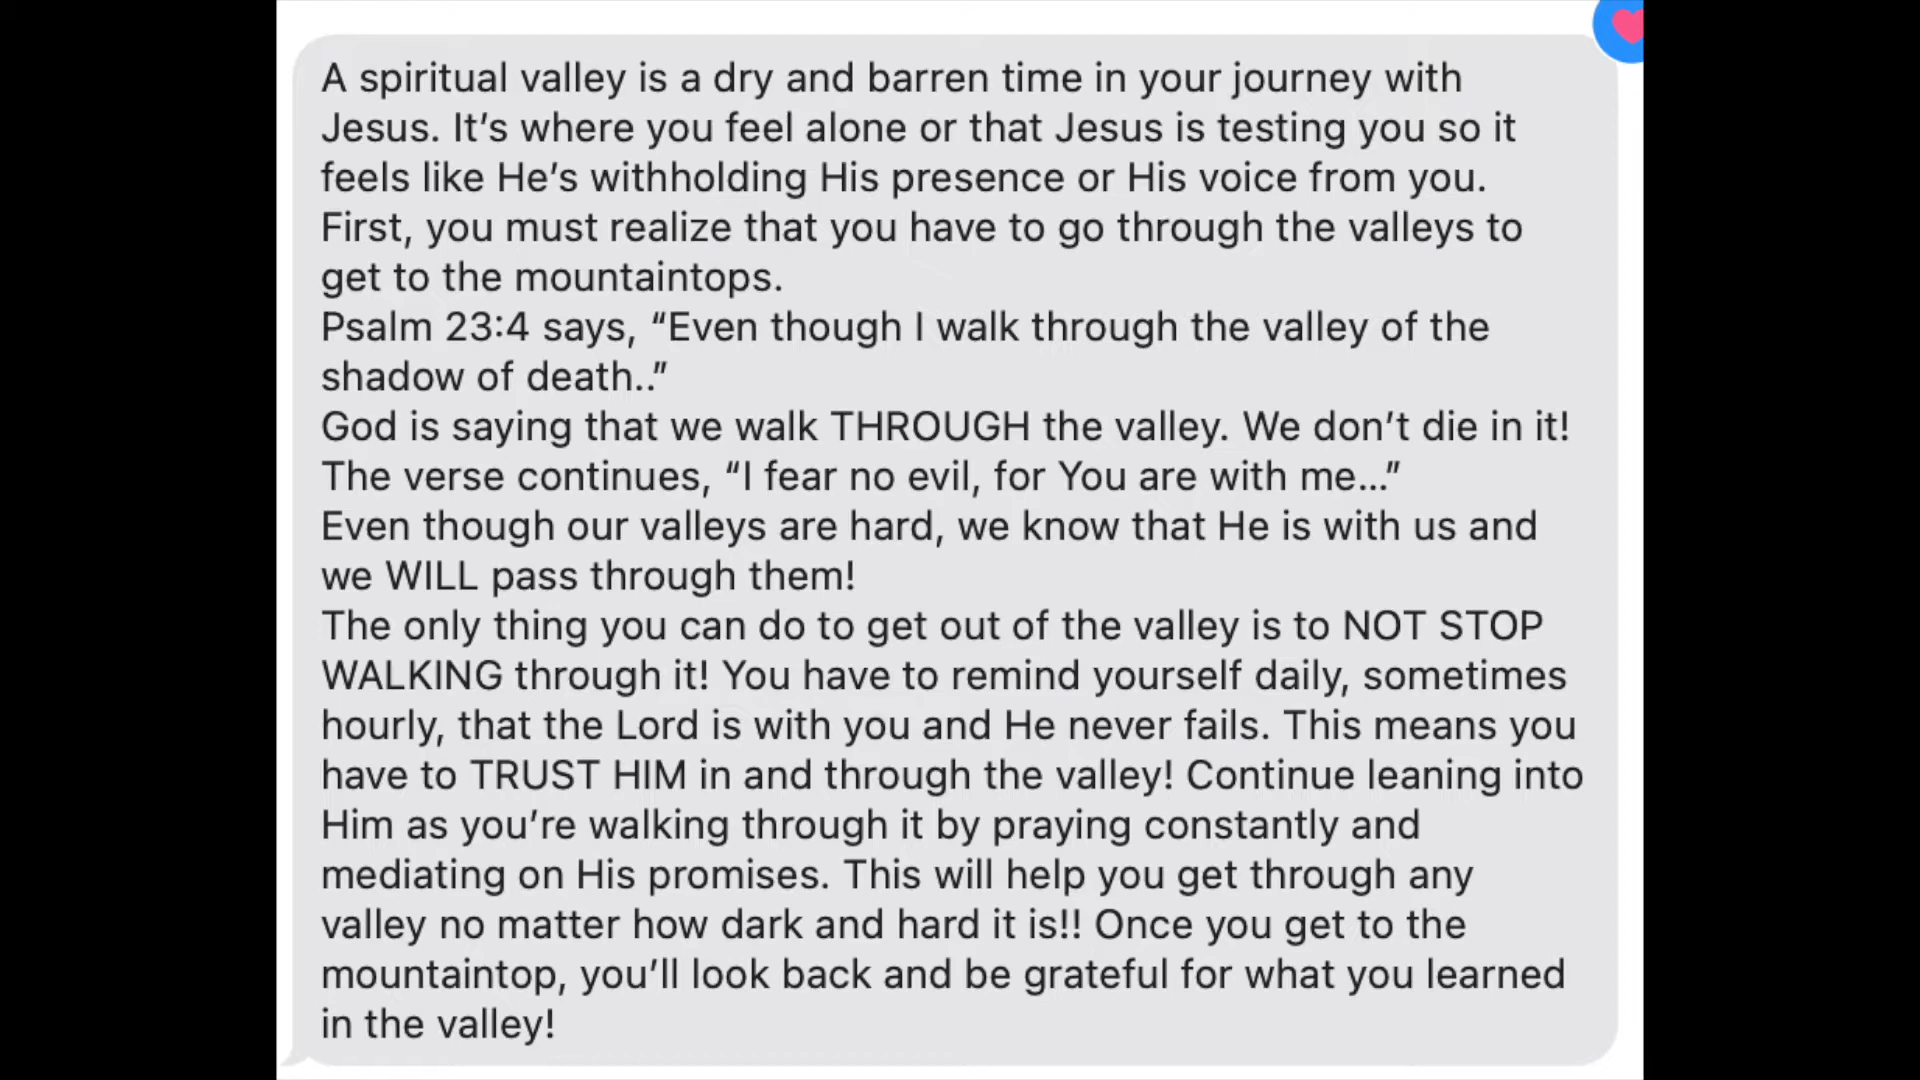 A spiritual valley is a dry and barren time in your journey with
Jesus. It’s where you feel alone or that Jesus is testing you so it
feels like He’s withholding His presence or His voice from you.
First, you must realize that you have to go through the valleys to
get to the mountaintops.
Psalm 23:4 says, “Even though I walk through the valley of the
shadow of death..”
God is saying that we walk THROUGH the valley. We don’t die in it!
The verse continues, “I fear no evil, for You are with me...”
Even though our valleys are hard, we know that He is with us and
we WILL pass through them!
The only thing you can do to get out of the valley is to NOT STOP
WALKING through it! You have to remind yourself daily, sometimes
hourly, that the Lord is with you and He never fails. This means you
have to TRUST HIM in and through the valley! Continue leaning into
Him as you’re walking through it by praying constantly and
mediating on His promises. This will help you get through any
valley no matter how dark and hard it is!! Once you get to the
mountaintop, you’ll look back and be grateful for what you learned
in the valley!